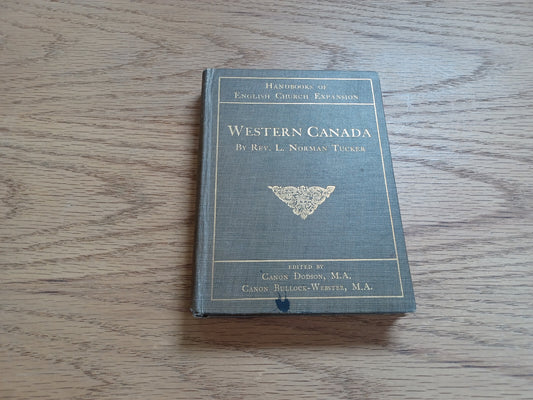 HANDBOOKS OF
ENGLISH CHURCH EXPANSION
WESTERN CANADA
BY REV. L. NORMAN TUCKER
EDITED BY
CANON DODSON, M.A.
CANON BULLOCK-WEBSTER, M.A.